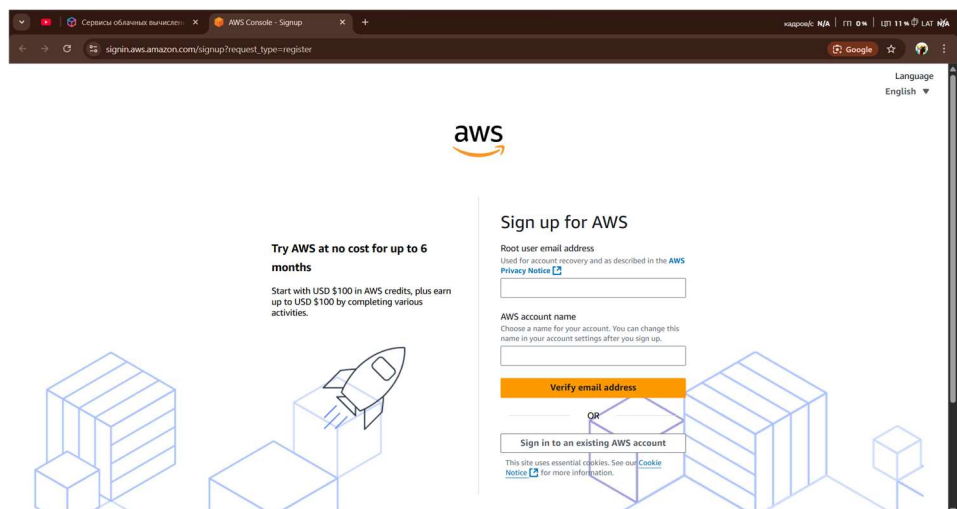 Сервисы облачных вычислен
AWS Console - Signup
кадров/с N/A | ГП 0% | ЦП 11%
LAT N/A
signin.aws.amazon.com/signup?request_type=register
Google
Language
English
aws
Try AWS at no cost for up to 6
months
Start with USD $100 in AWS credits, plus earn
up to USD $100 by completing various
activities.
Sign up for AWS
Root user email address
Used for account recovery and as described in the AWS
Privacy Notice
AWS account name
Choose a name for your account. You can change this
name in your account settings after you sign up.
Verify email address
OR
Sign in to an existing AWS account
This site uses essential cookies. See our Cookie
Notice for more information.